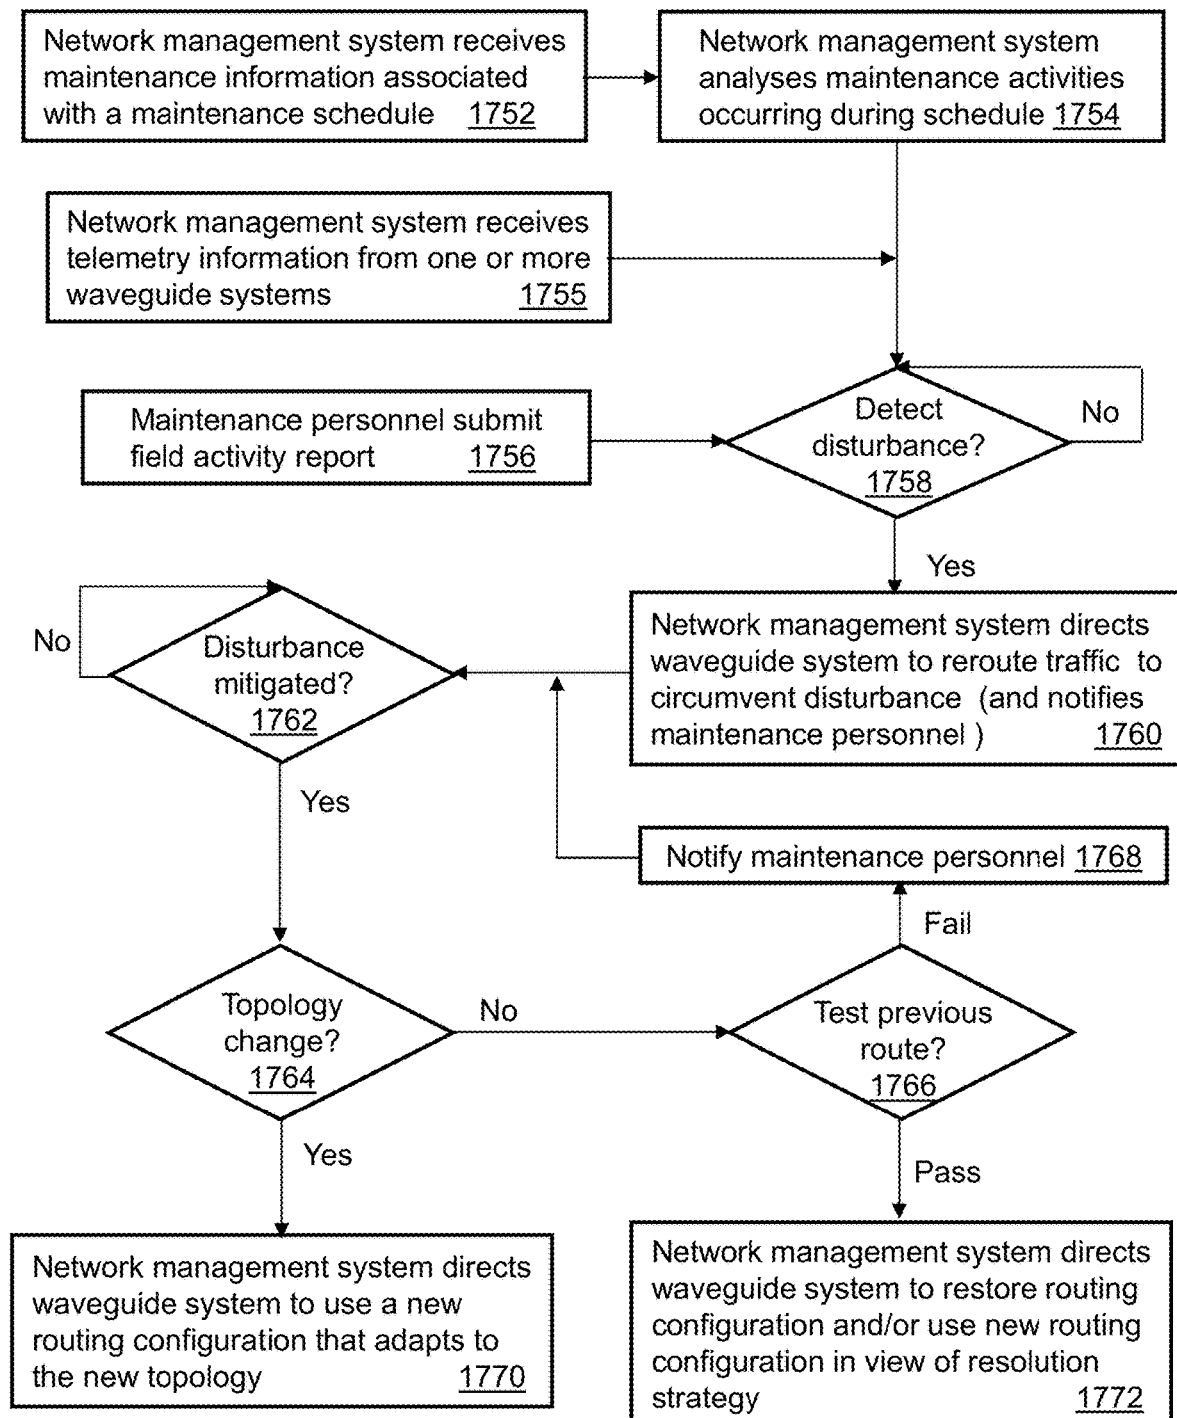 Network management system receives
maintenance information associated
with a maintenance schedule 1752
Network management system
analyses maintenance activities
occurring during schedule 1754
Network management system receives
telemetry information from one or more
waveguide systems 1755
Maintenance personnel submit
field activity report 1756
Detect
disturbance?
1758
No
Yes
Network management system directs
waveguide system to reroute traffic to
circumvent disturbance (and notifies
maintenance personnel ) 1760
No
Disturbance
mitigated?
1762
Yes
Notify maintenance personnel 1768
Fail
Topology
change?
1764
No
Test previous
route?
1766
Yes
Pass
Network management system directs
waveguide system to use a new
routing configuration that adapts to
the new topology 1770
Network management system directs
waveguide system to restore routing
configuration and/or use new routing
configuration in view of resolution
strategy 1772